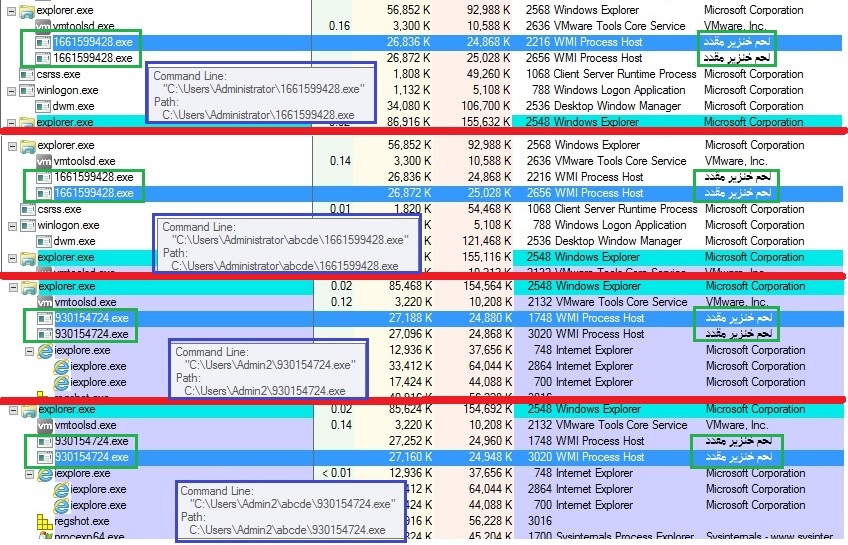 explorer.exe 56,852 K 92,988 K 2568 Windows Explorer Microsoft Corporation
vmtoolsd.exe 0.16 3,300 K 10,588 K 2636 VMware Tools Core Service VMware, Inc.
1661599428.exe 26,836 K 24,868 K 2216 WMI Process Host لحم خنزير مقدد
1661599428.exe 26,872 K 25,028 K 2656 WMI Process Host لحم خنزير مقدد
csrss.exe 1,808 K 49,260 K 1068 Client Server Runtime Process Microsoft Corporation
winlogon.exe 1,132 K 5,108 K 788 Windows Logon Application Microsoft Corporation
dwm.exe 34,080 K 106,700 K 2536 Desktop Window Manager Microsoft Corporation
explorer.exe 86,916 K 155,632 K 2548 Windows Explorer Microsoft Corporation
Command Line:
"C:\Users\Administrator\1661599428.exe"
Path:
C:\Users\Administrator\1661599428.exe
explorer.exe 56,852 K 92,988 K 2568 Windows Explorer Microsoft Corporation
vmtoolsd.exe 0.14 3,300 K 10,588 K 2636 VMware Tools Core Service VMware, Inc.
1661599428.exe 26,836 K 24,868 K 2216 WMI Process Host لحم خنزير مقدد
1661599428.exe 26,872 K 25,028 K 2656 WMI Process Host لحم خنزير مقدد
csrss.exe 0.01 1,820 K 54,468 K 1068 Client Server Runtime Process Microsoft Corporation
winlogon.exe K 5,108 K 788 Windows Logon Application Microsoft Corporation
dwm.exe K 121,468 K 2536 Desktop Window Manager Microsoft Corporation
explorer.exe K 155,116 K 2548 Windows Explorer Microsoft Corporation
Command Line:
"C:\Users\Administrator\abcde\1661599428.exe"
Path:
C:\Users\Administrator\abcde\1661599428.exe
explorer.exe 0.02 85,468 K 154,564 K 2548 Windows Explorer Microsoft Corporation
vmtoolsd.exe 0.12 3,220 K 10,208 K 2132 VMware Tools Core Service VMware, Inc.
930154724.exe 27,188 K 24,880 K 1748 WMI Process Host لحم خنزير مقدد
930154724.exe 27,096 K 24,868 K 3020 WMI Process Host لحم خنزير مقدد
iexplore.exe 12,936 K 37,656 K 748 Internet Explorer Microsoft Corporation
iexplore.exe 33,412 K 64,044 K 2864 Internet Explorer Microsoft Corporation
iexplore.exe 17,424 K 44,088 K 700 Internet Explorer Microsoft Corporation
Command Line:
"C:\Users\Admin2\930154724.exe"
Path:
C:\Users\Admin2\930154724.exe
explorer.exe 0.02 85,624 K 154,692 K 2548 Windows Explorer Microsoft Corporation
vmtoolsd.exe 0.14 3,220 K 10,208 K 2132 VMware Tools Core Service VMware, Inc.
930154724.exe 27,252 K 24,960 K 1748 WMI Process Host لحم خنزير مقدد
930154724.exe 27,160 K 24,948 K 3020 WMI Process Host لحم خنزير مقدد
iexplore.exe < 0.01 12,936 K 37,656 K 748 Internet Explorer Microsoft Corporation
iexplore.exe 412 K 64,044 K 2864 Internet Explorer Microsoft Corporation
iexplore.exe 424 K 44,088 K 700 Internet Explorer Microsoft Corporation
regshot.exe 916 K 56,228 K 3016
procexp64.exe 1700 Sysinternals Process Explorer Sysinternals - www.sysinter
Command Line:
"C:\Users\Admin2\abcde\930154724.exe"
Path:
C:\Users\Admin2\abcde\930154724.exe